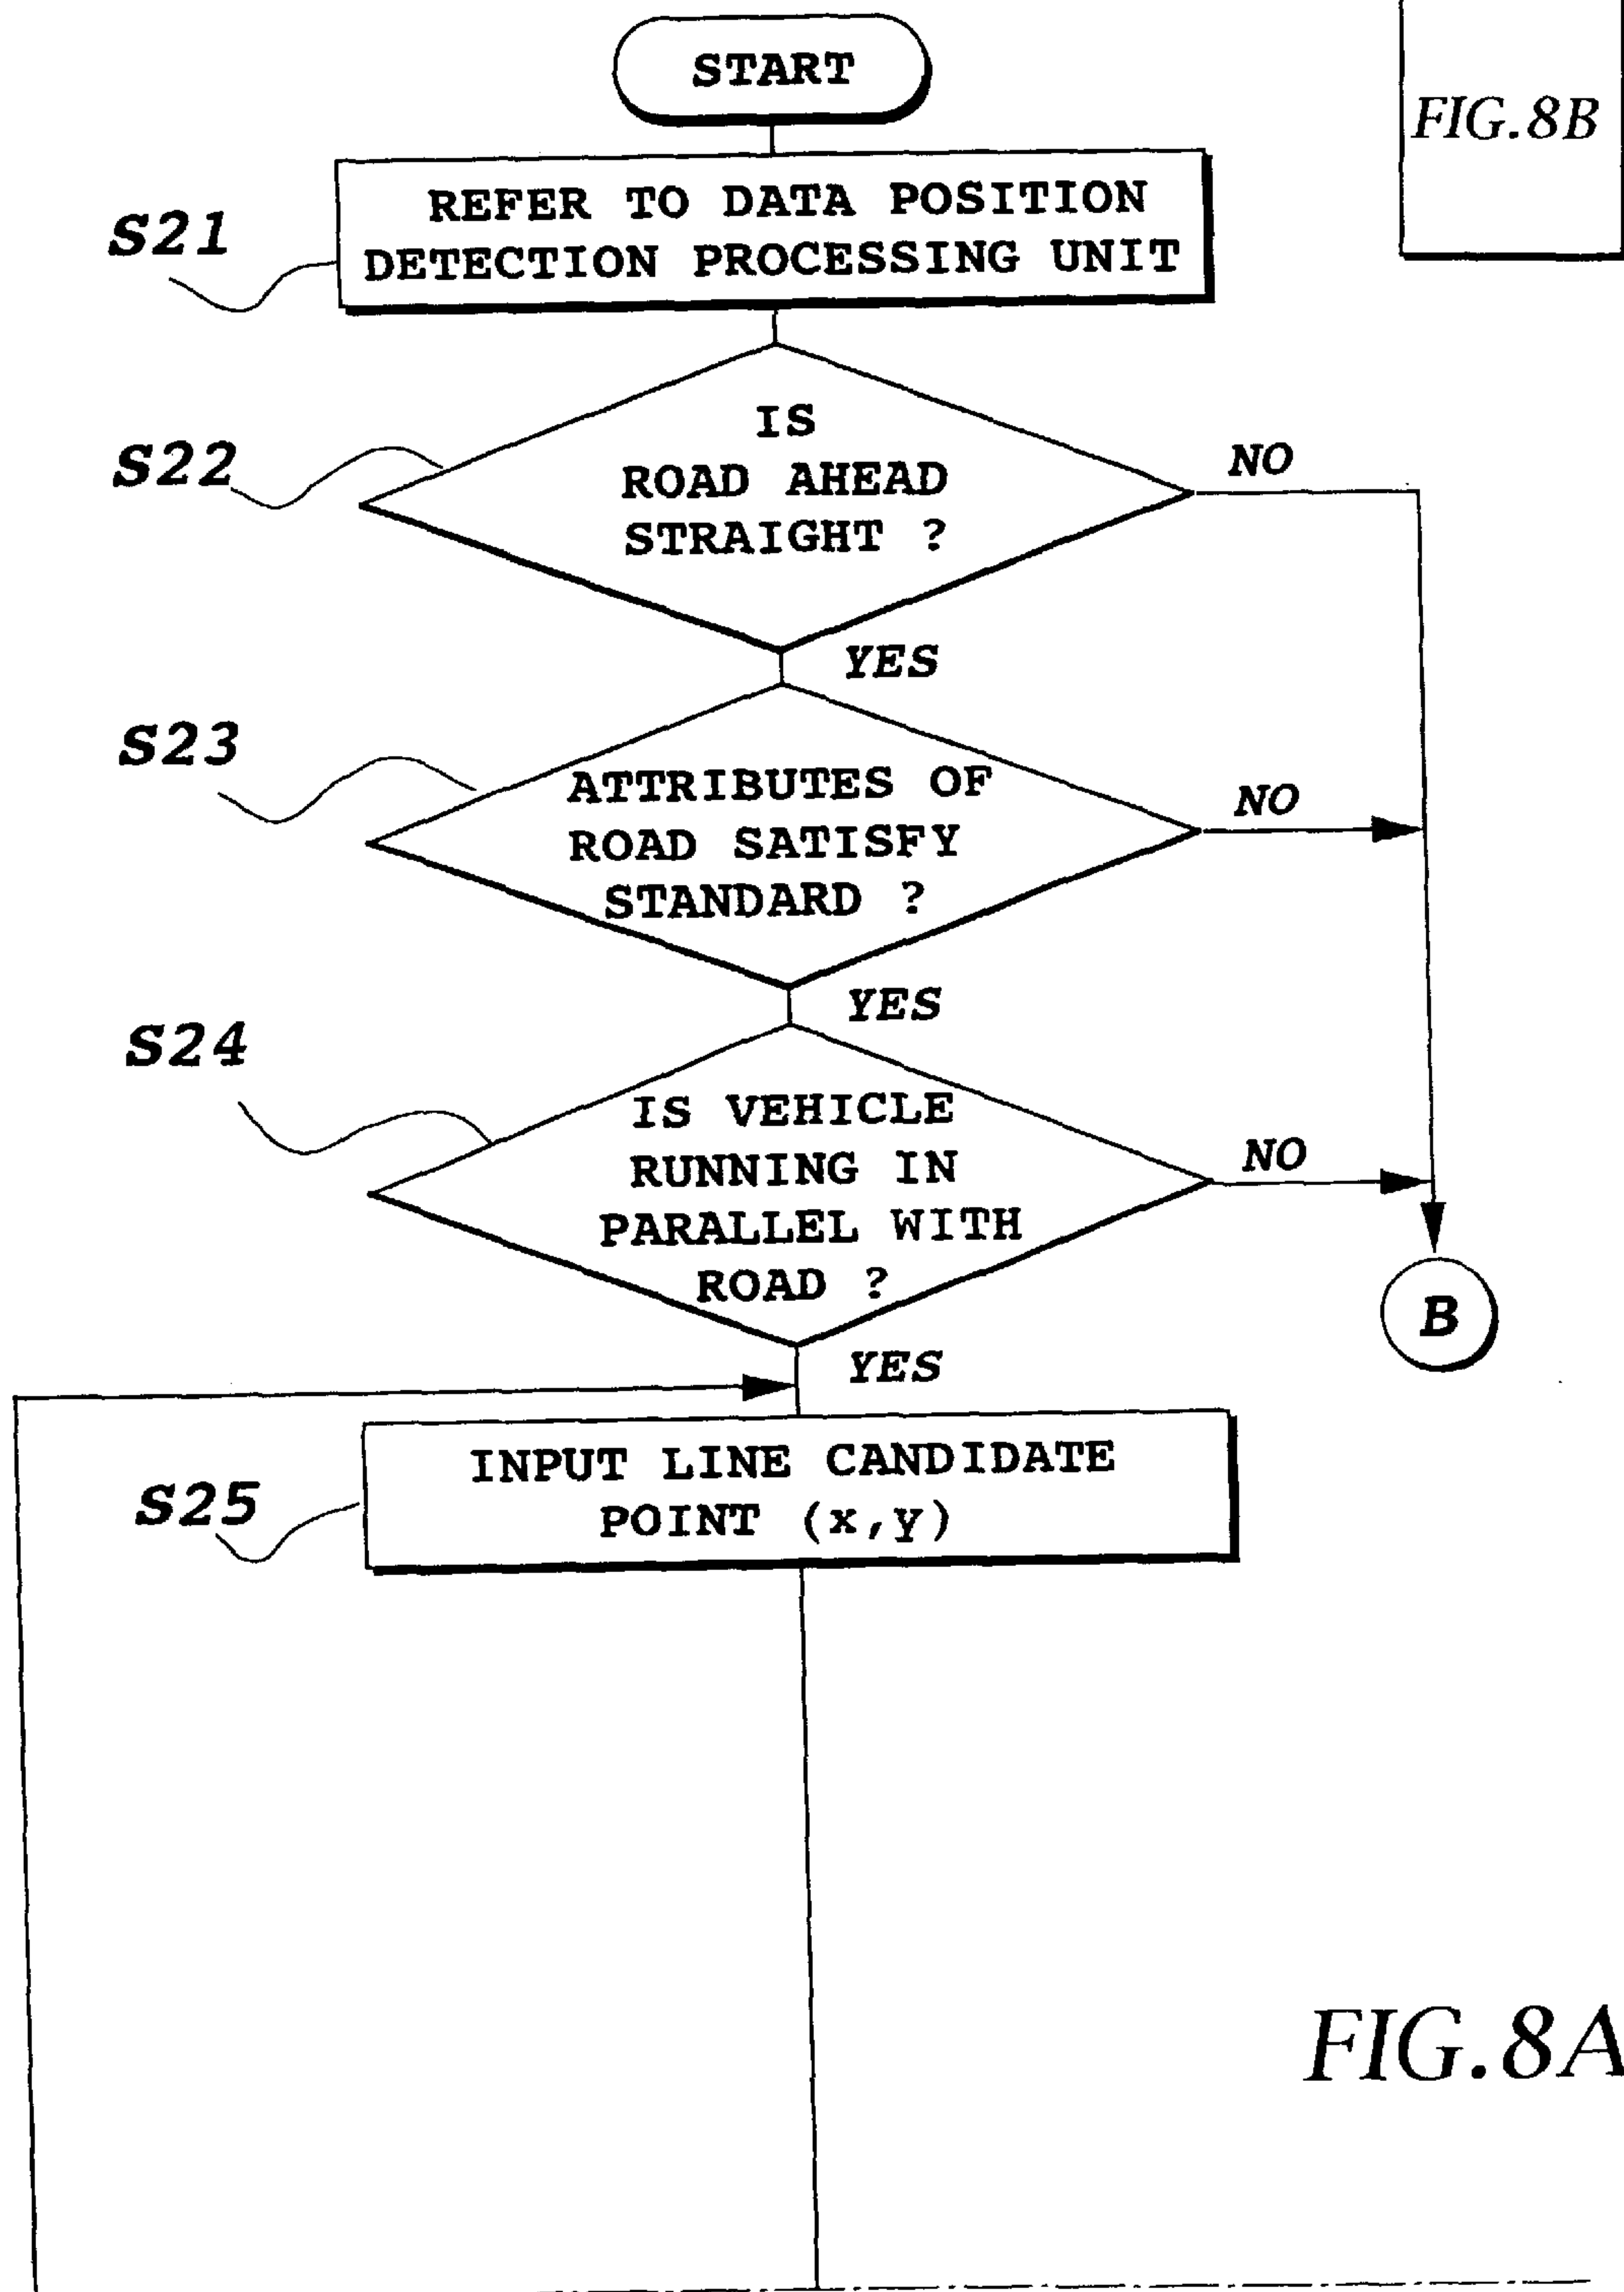 START
FIG.8B
S21
REFER TO DATA POSITION
DETECTION PROCESSING UNIT
S22
IS
ROAD AHEAD
STRAIGHT ?
NO
YES
S23
ATTRIBUTES OF
ROAD SATISFY
STANDARD ?
NO
YES
S24
IS VEHICLE
RUNNING IN
PARALLEL WITH
ROAD ?
NO
B
YES
S25
INPUT LINE CANDIDATE
POINT (x,y)
FIG.8A